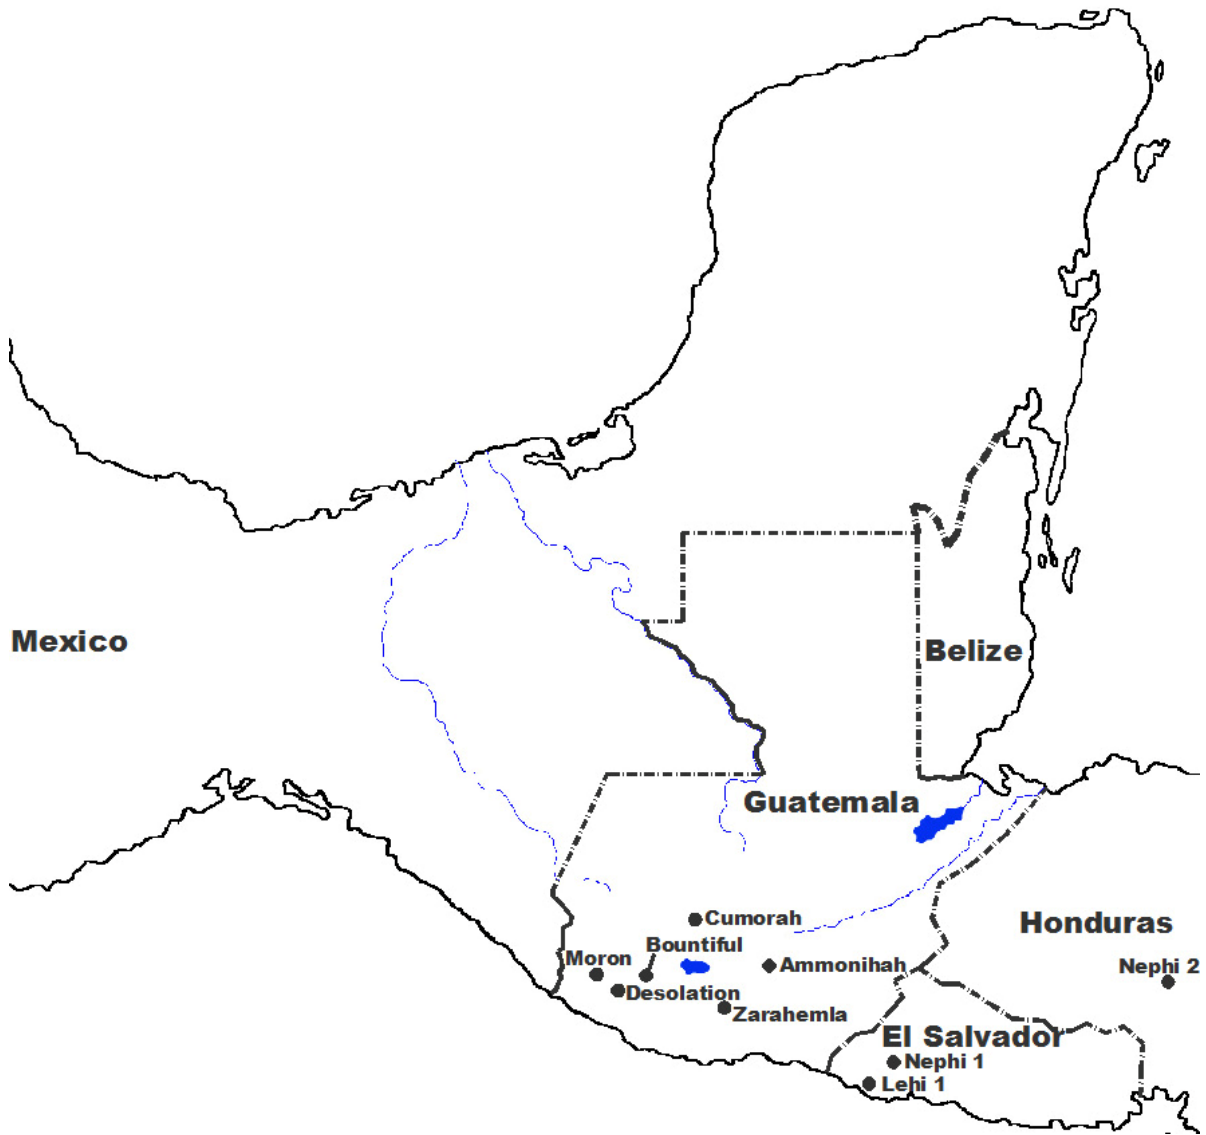 Mexico
Belize
Guatemala
Cumorah
Honduras
Bountiful
Moron
Ammonihah
Nephi 2
Desolation
Zarahemla
El Salvador
Nephi 1
Lehi 1